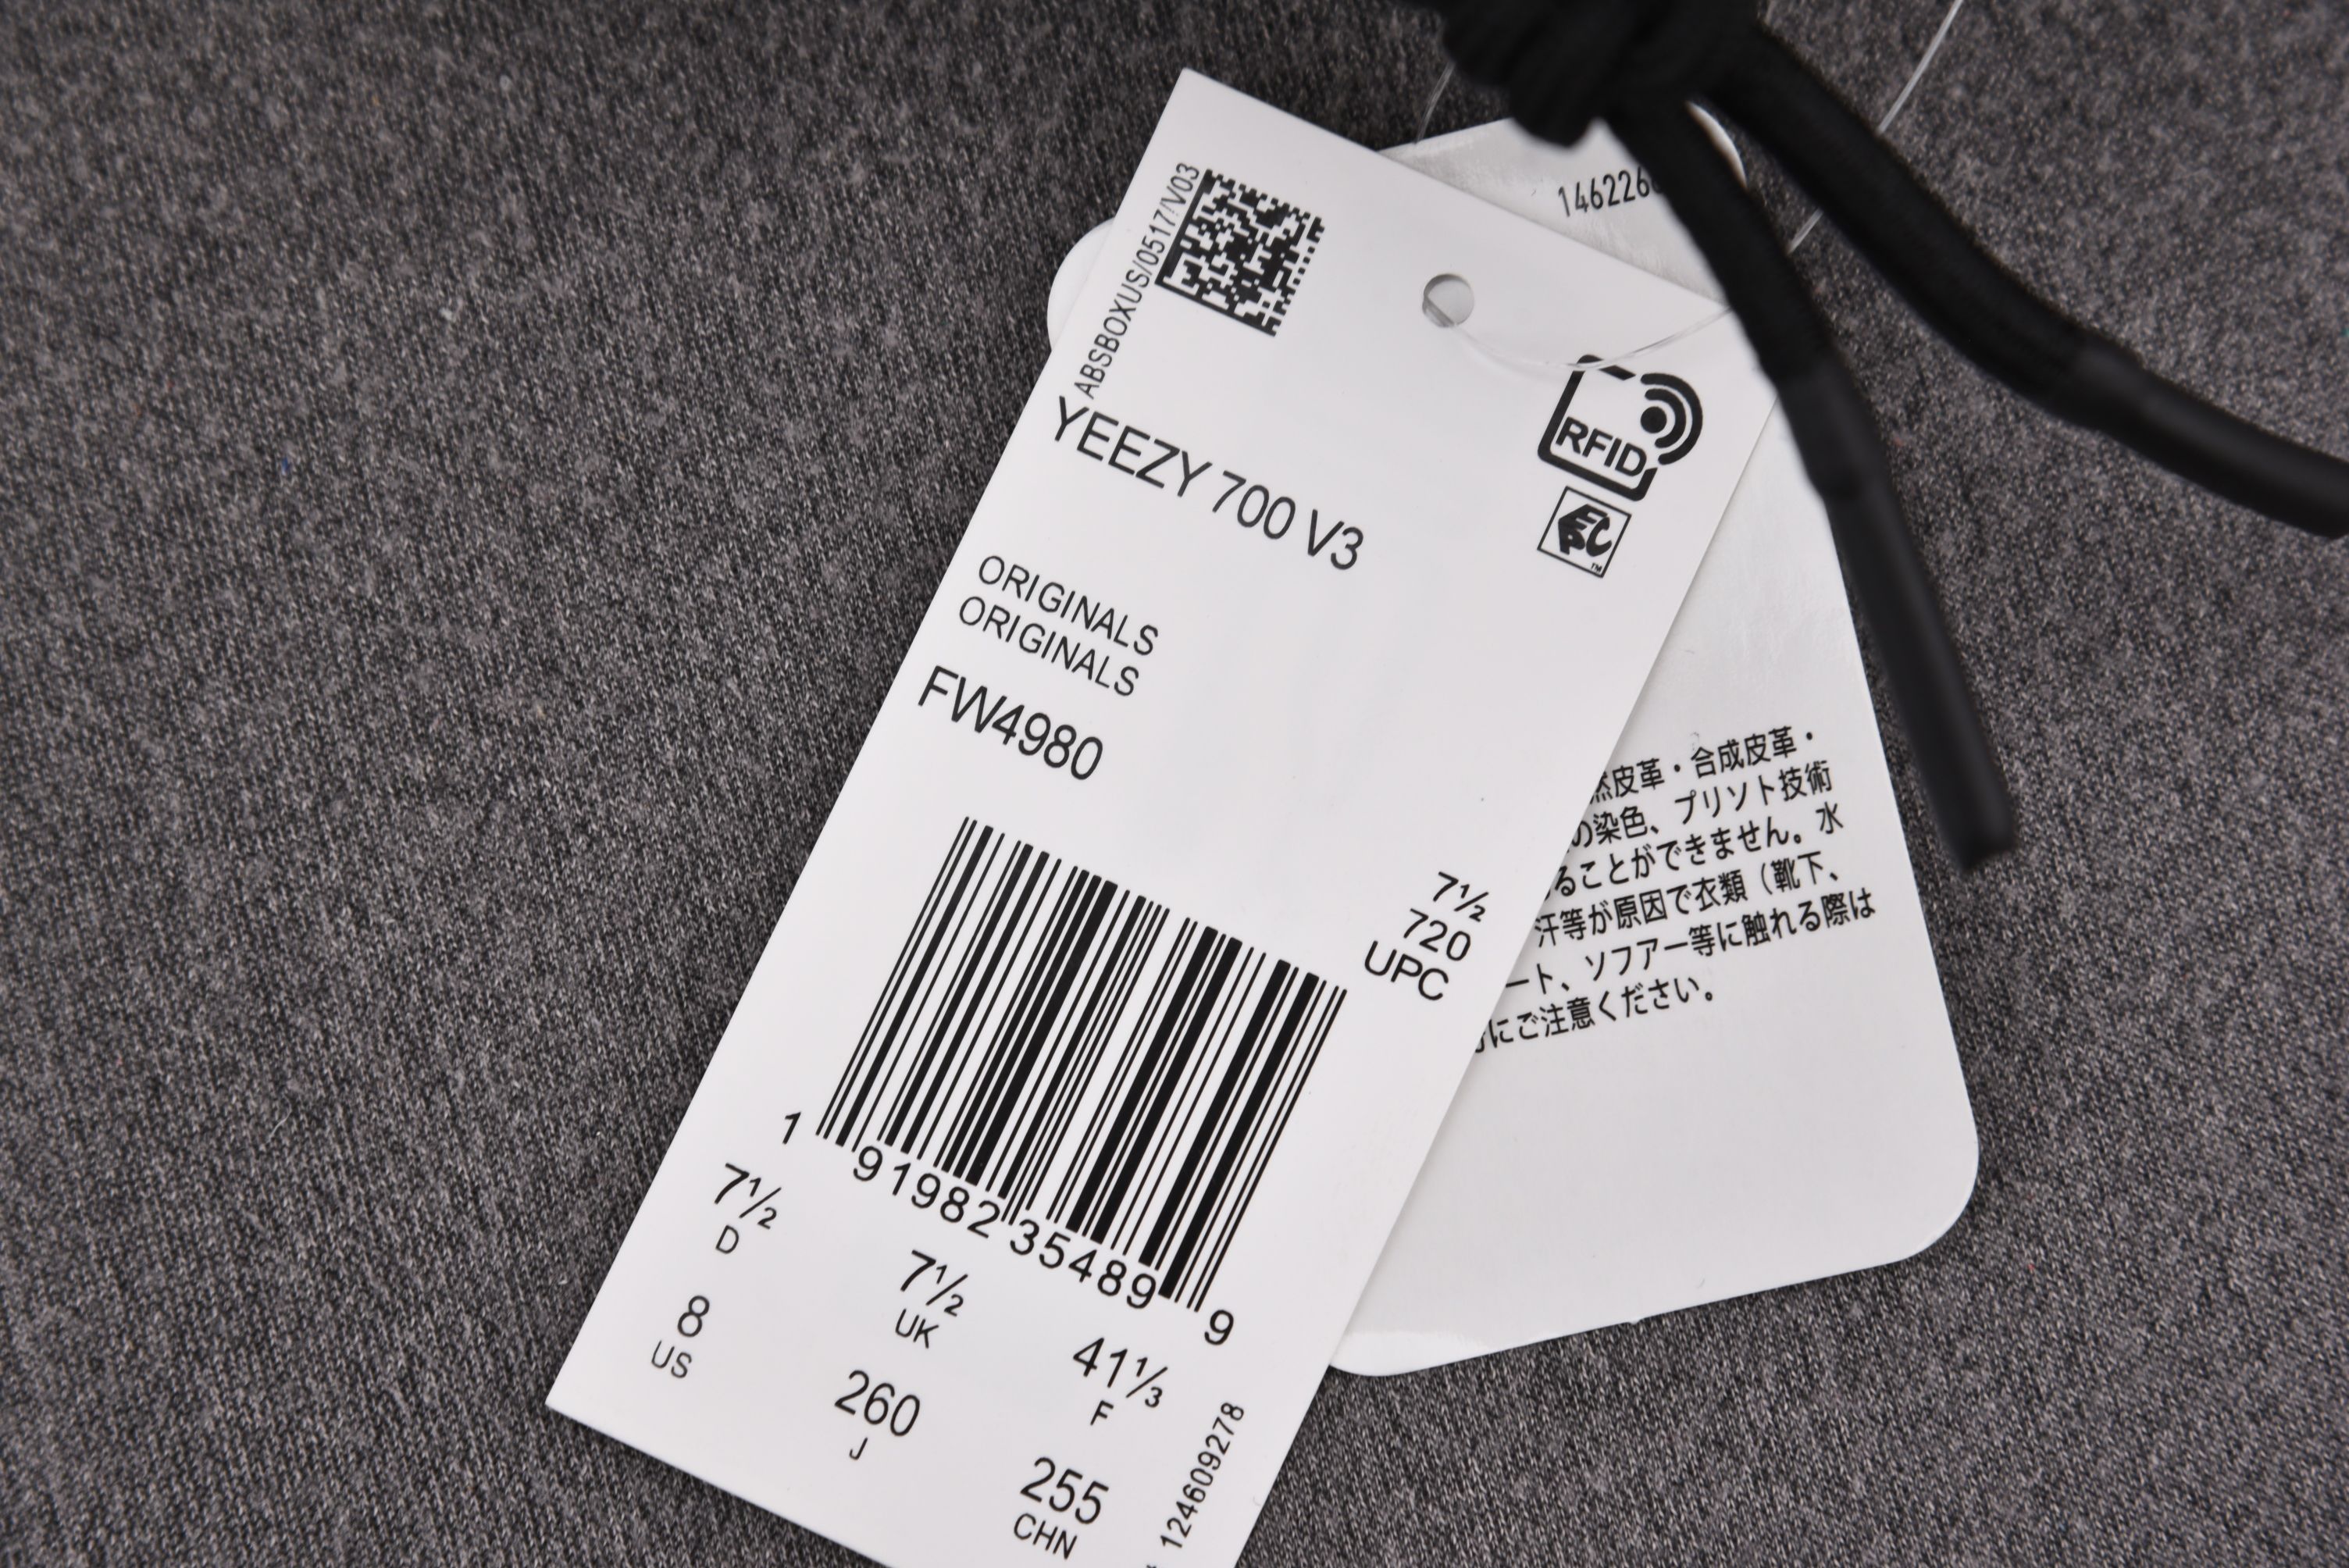 ABSBOXUS/0517/V03
RFID
YEEZY 700 V3
ORIGINALS
ORIGINALS
FW4980
7½
720
UPC
1 91982 35489 9
7½
D
7½
UK
41⅓
F
8
US
260
J
255
CHN
124609278
146226
皮革・合成皮革・
の染色、プリソト技術
ることができません。水
汗等が原因で衣類（靴下、
ート、ソフアー等に触れる際は
にご注意ください。